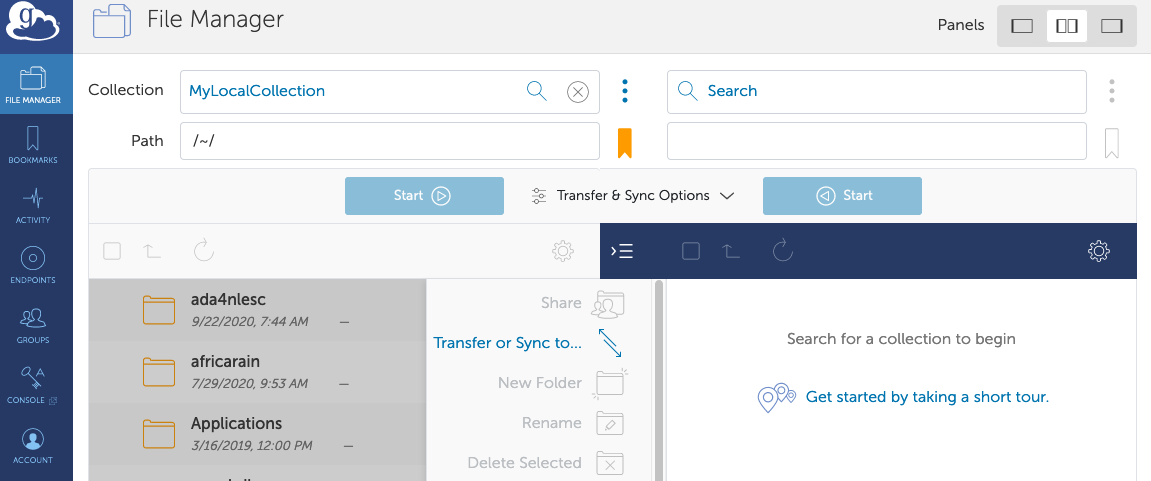 g
File Manager
Panels
FILE MANAGER
BOOKMARKS
ACTIVITY
ENDPOINTS
GROUPS
CONSOLE
ACCOUNT
Collection
MyLocalCollection
Search
Path
/~/
Start
Transfer & Sync Options
Start
ada4nlesc
9/22/2020, 7:44 AM —
africarain
7/29/2020, 9:53 AM —
Applications
3/16/2019, 12:00 PM —
Share
Transfer or Sync to...
New Folder
Rename
Delete Selected
Search for a collection to begin
Get started by taking a short tour.